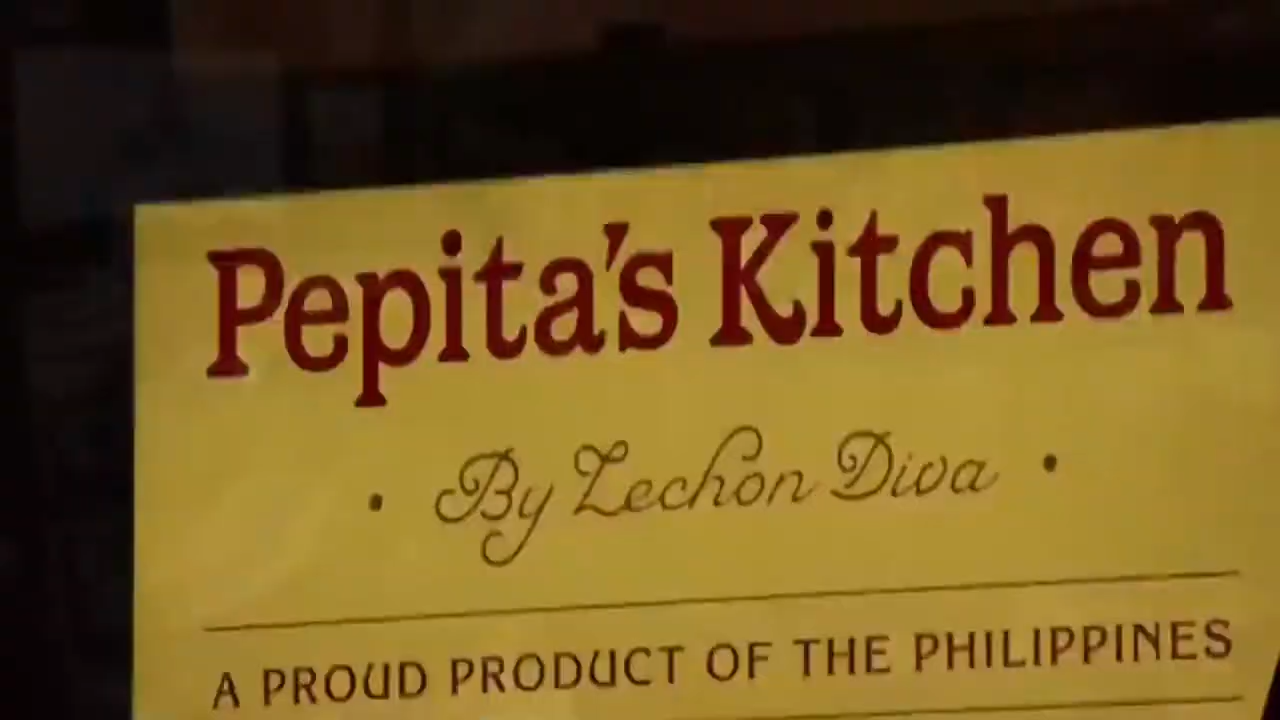 Pepita's Kitchen
• By Lechon Diva •
A PROUD PRODUCT OF THE PHILIPPINES